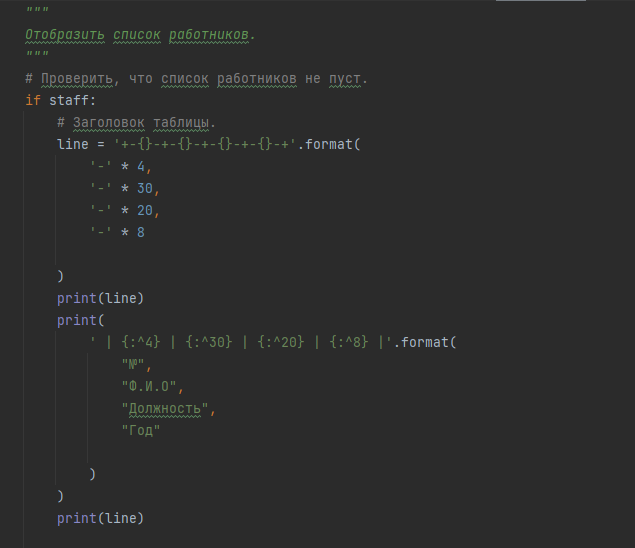 """
Отобразить список работников.
"""
# Проверить, что список работников не пуст.
if staff:
    # Заголовок таблицы.
    line = '+-{}-+-{}-+-{}-+-{}-+'.format(
        '-' * 4,
        '-' * 30,
        '-' * 20,
        '-' * 8
    )
    print(line)
    print(
        ' | {:^4} | {:^30} | {:^20} | {:^8} |'.format(
            "№",
            "Ф.И.О",
            "Должность",
            "Год"
        )
    )
    print(line)